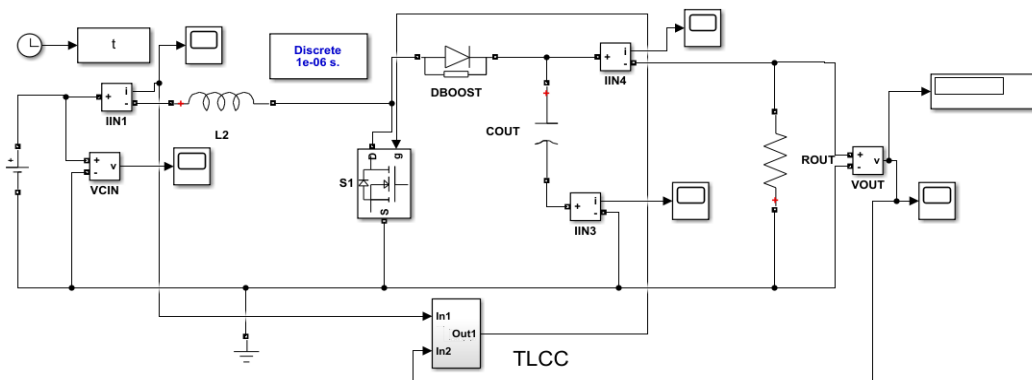 t
Discrete
1e-06 s.
i
IIN1
L2
DBOOST
i
IIN4
COUT
v
VCIN
D
g
S1
S
i
IIN3
ROUT
v
VOUT
In1
In2
Out1
TLCC